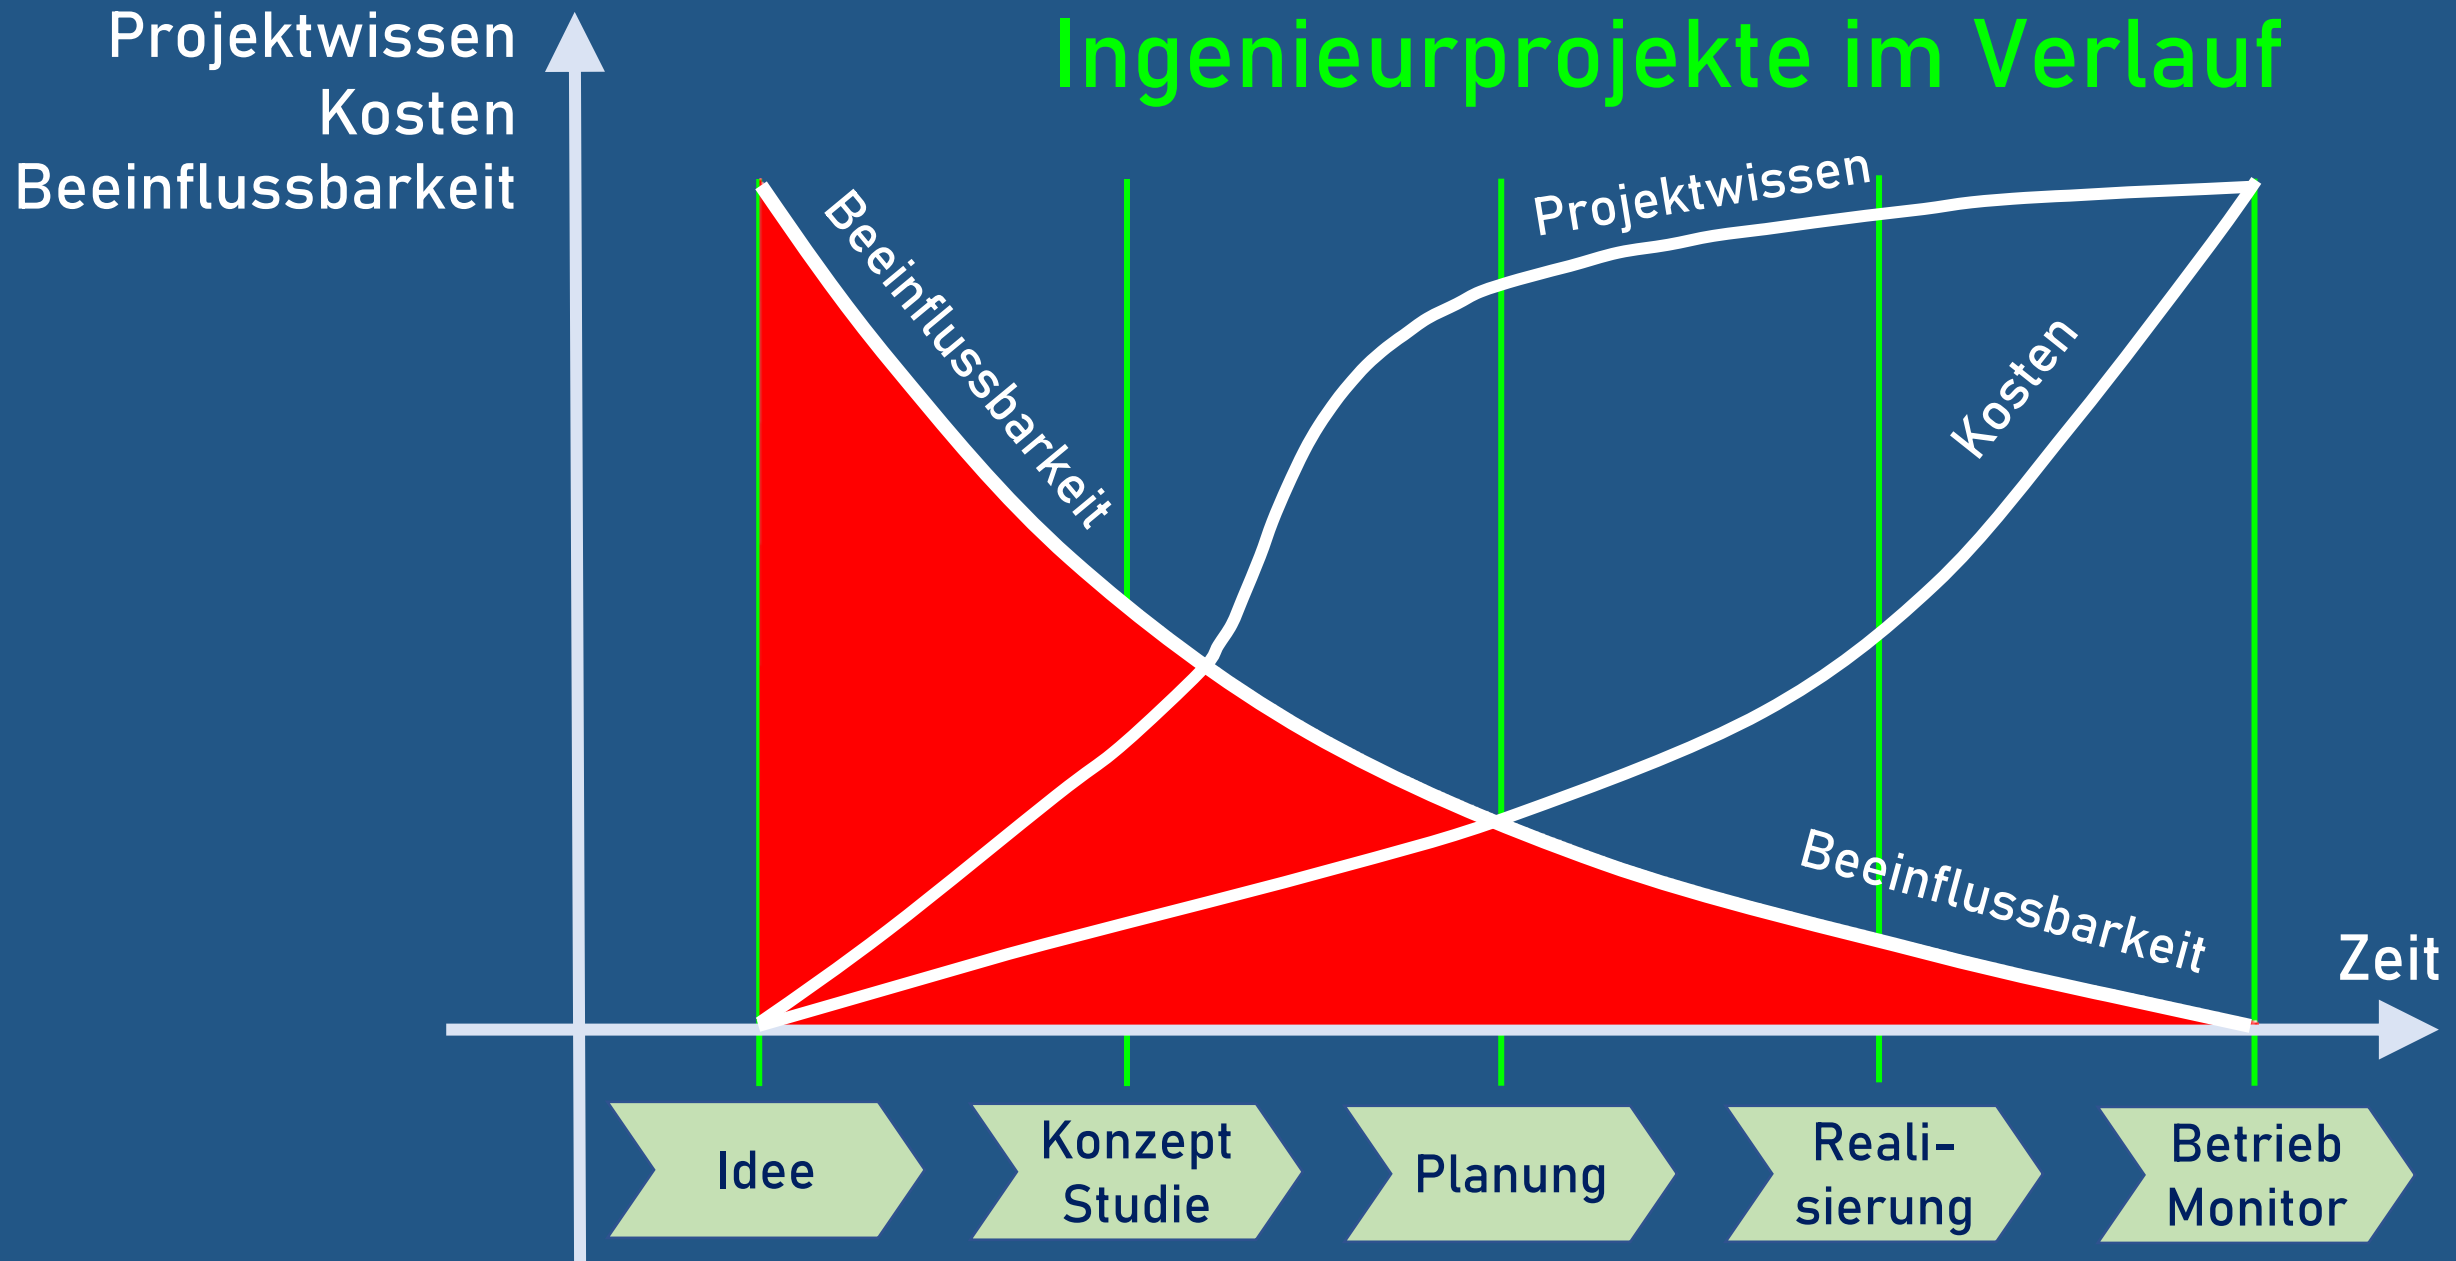 Projektwissen
Kosten
Beeinflussbarkeit
Ingenieurprojekte im Verlauf
Beeinflussbarkeit
Projektwissen
Kosten
Beeinflussbarkeit
Zeit
Idee
Konzept
Studie
Planung
Reali-
sierung
Betrieb
Monitor